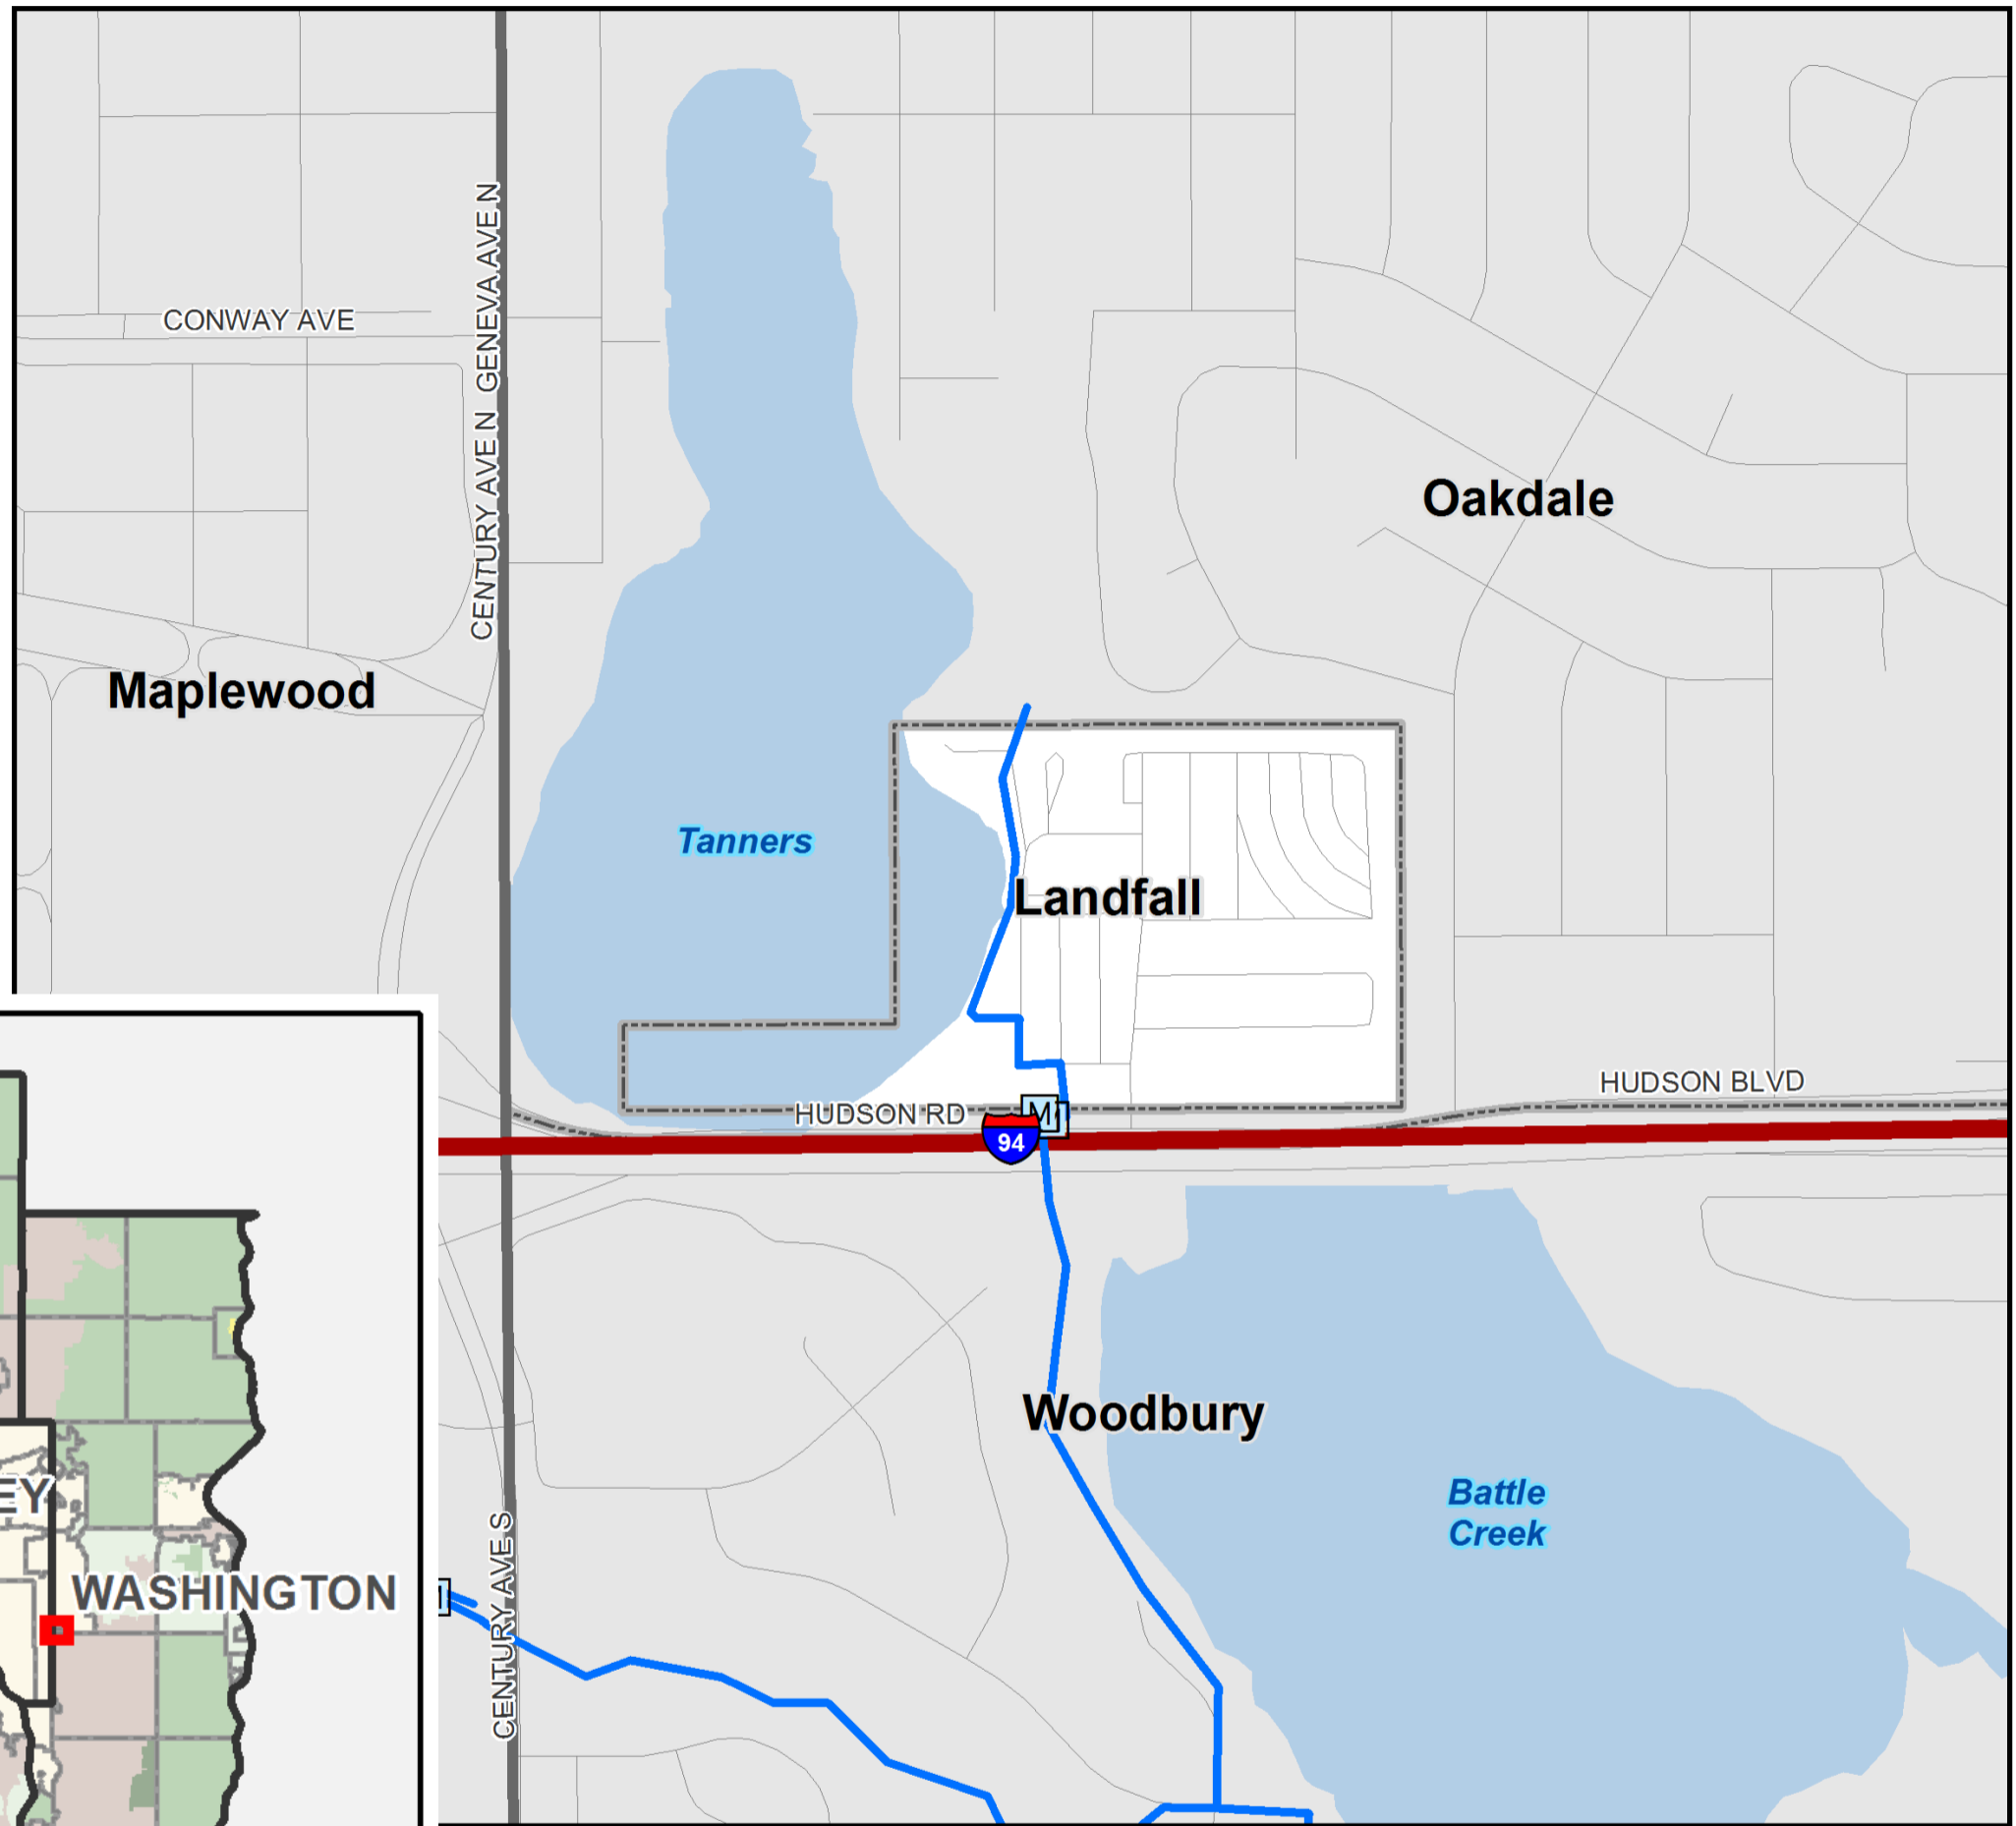 GENEVA AVE N
CONWAY AVE
CENTURY AVE N
Oakdale
Maplewood
Tanners
Landfall
HUDSON BLVD
HUDSON RD
M
94
Woodbury
Battle
Creek
EY
WASHINGTON
CENTURY AVE S